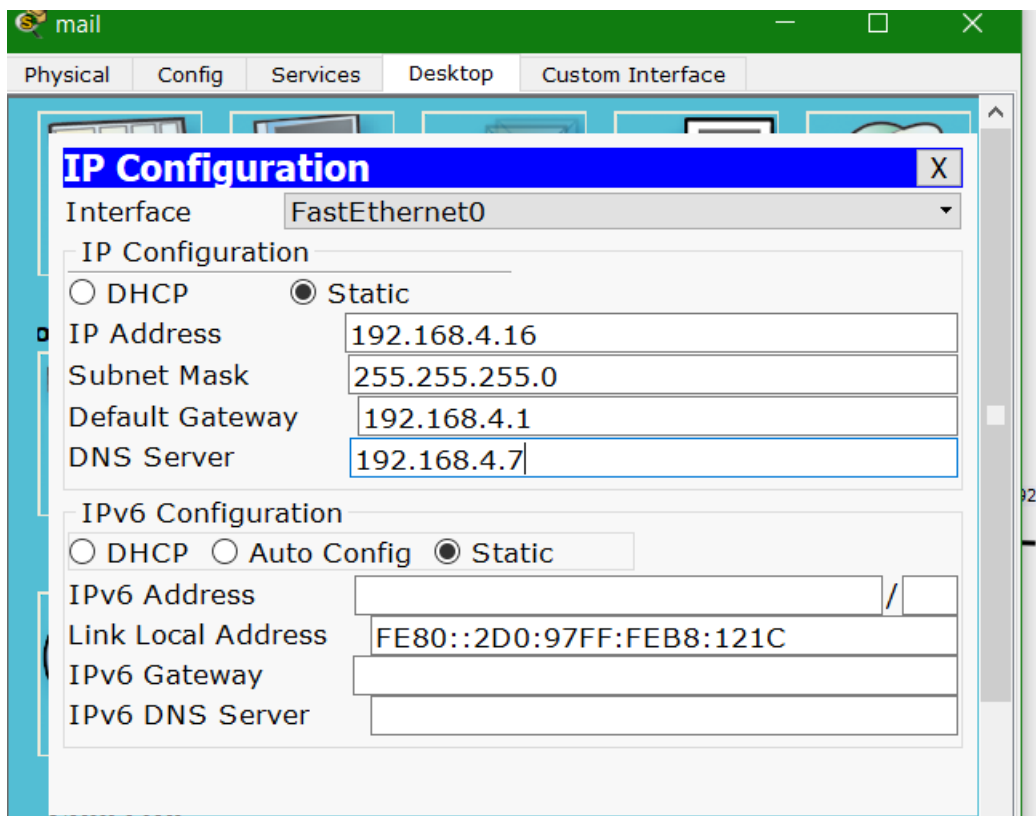 mail
Physical Config Services Desktop Custom Interface
IP Configuration X
Interface FastEthernet0
IP Configuration
DHCP Static
IP Address 192.168.4.16
Subnet Mask 255.255.255.0
Default Gateway 192.168.4.1
DNS Server 192.168.4.7
IPv6 Configuration
DHCP Auto Config Static
IPv6 Address /
Link Local Address FE80::2D0:97FF:FEB8:121C
IPv6 Gateway
IPv6 DNS Server